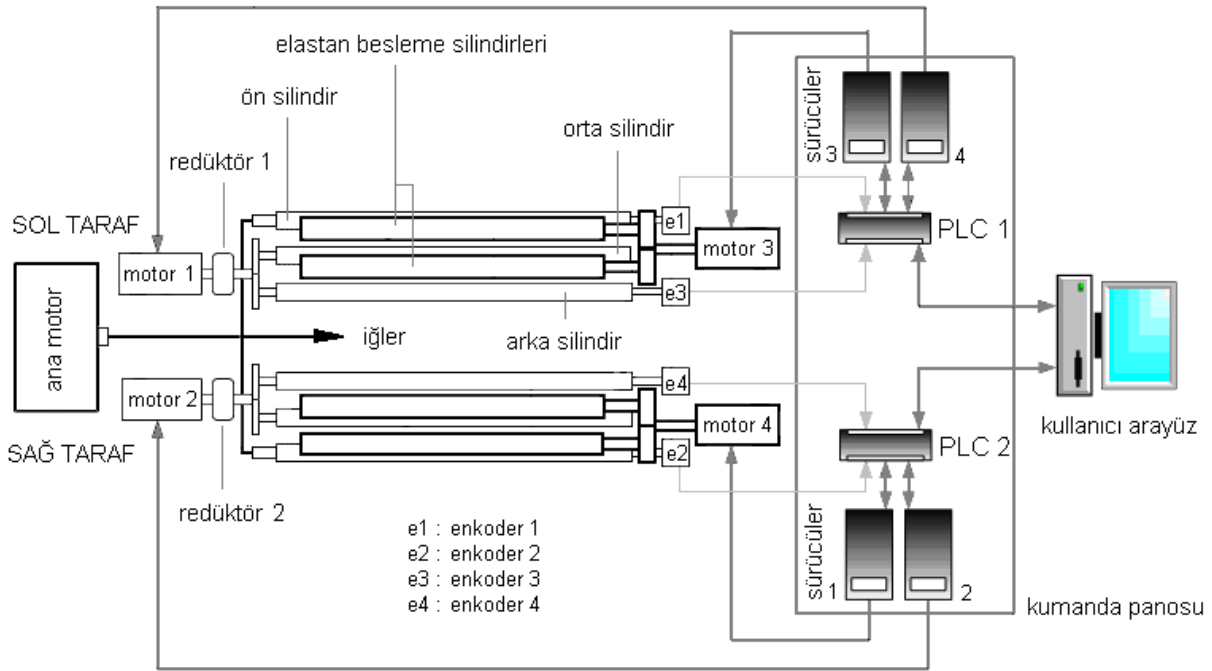 elastan besleme silindirleri
ön silindir
orta silindir
redüktör 1
SOL TARAF
motor 1
e1
motor 3
e3
sürücüler
3
4
PLC 1
ana motor
iğler
arka silindir
motor 2
SAĞ TARAF
redüktör 2
e4
motor 4
e2
PLC 2
kullanıcı arayüz
sürücüler
1
2
kumanda panosu
e1 : enkoder 1
e2 : enkoder 2
e3 : enkoder 3
e4 : enkoder 4